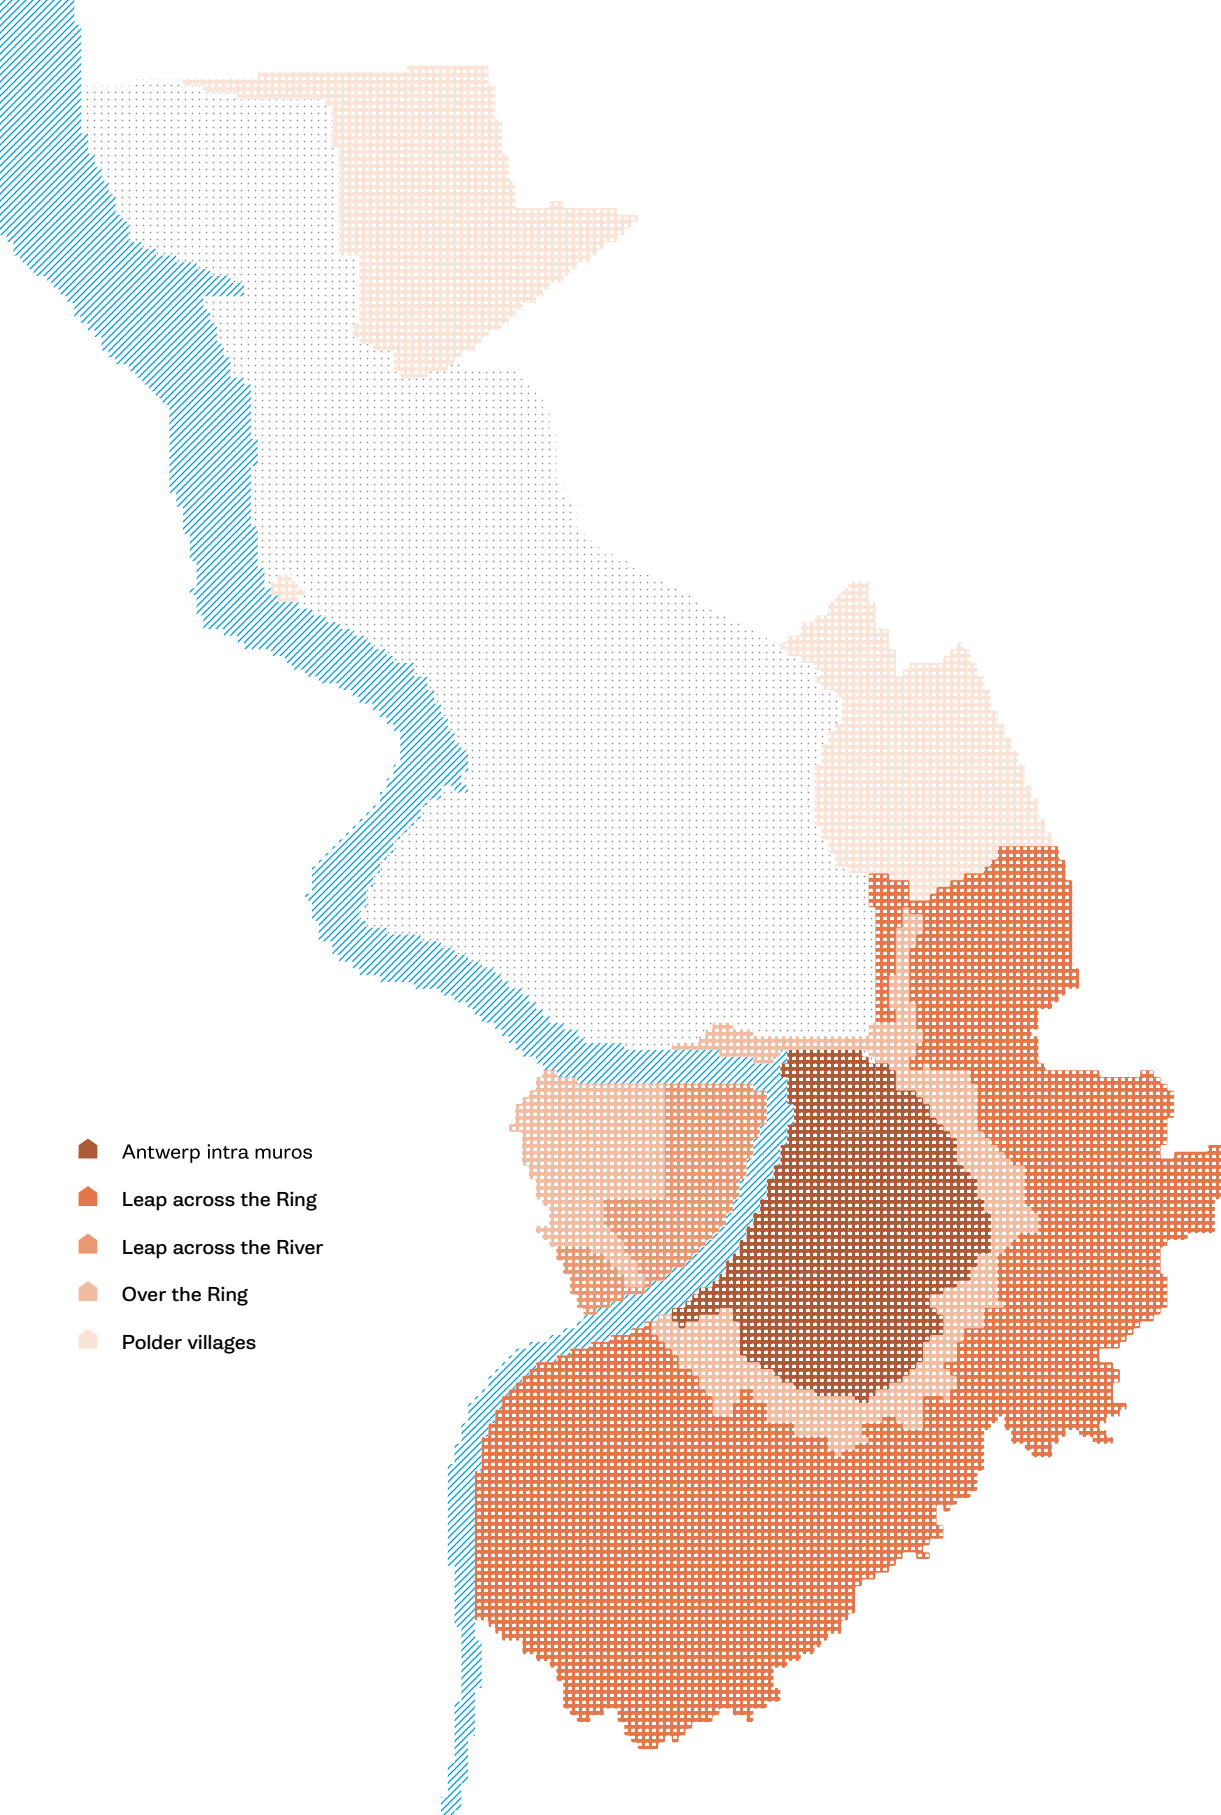 Antwerp intra muros
Leap across the Ring
Leap across the River
Over the Ring
Polder villages